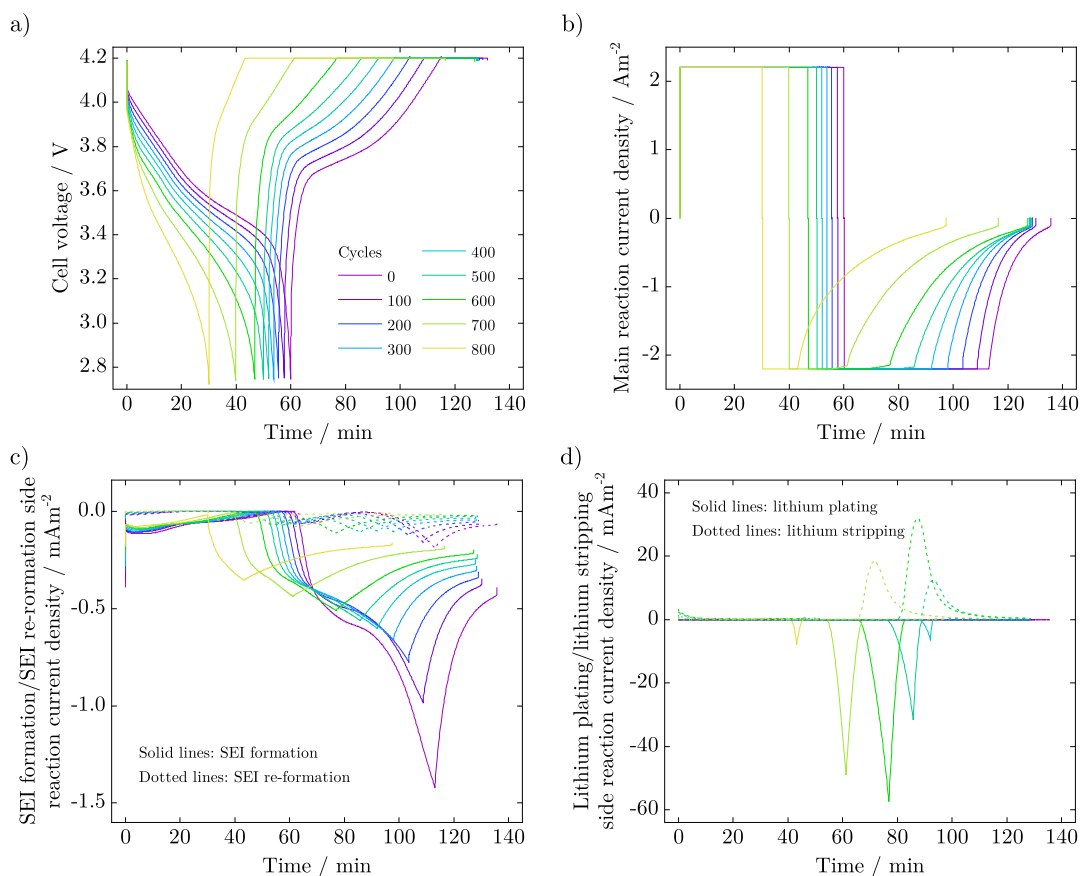 a)
4.2
4.0
3.8
3.6
3.4
3.2
3.0
2.8
Cell voltage / V
Cycles
0
100
200
300
400
500
600
700
800
0 20 40 60 80 100 120 140
Time / min
b)
2
1
0
-1
-2
Main reaction current density / Am-2
0 20 40 60 80 100 120 140
Time / min
c)
0.0
-0.5
-1.0
-1.5
SEI formation/SEI re-rormation side
reaction current density / mAm-2
Solid lines: SEI formation
Dotted lines: SEI re-formation
0 20 40 60 80 100 120 140
Time / min
d)
40
20
0
-20
-40
-60
Lithium plating/lithium stripping
side reaction current density / mAm-2
Solid lines: lithium plating
Dotted lines: lithium stripping
0 20 40 60 80 100 120 140
Time / min